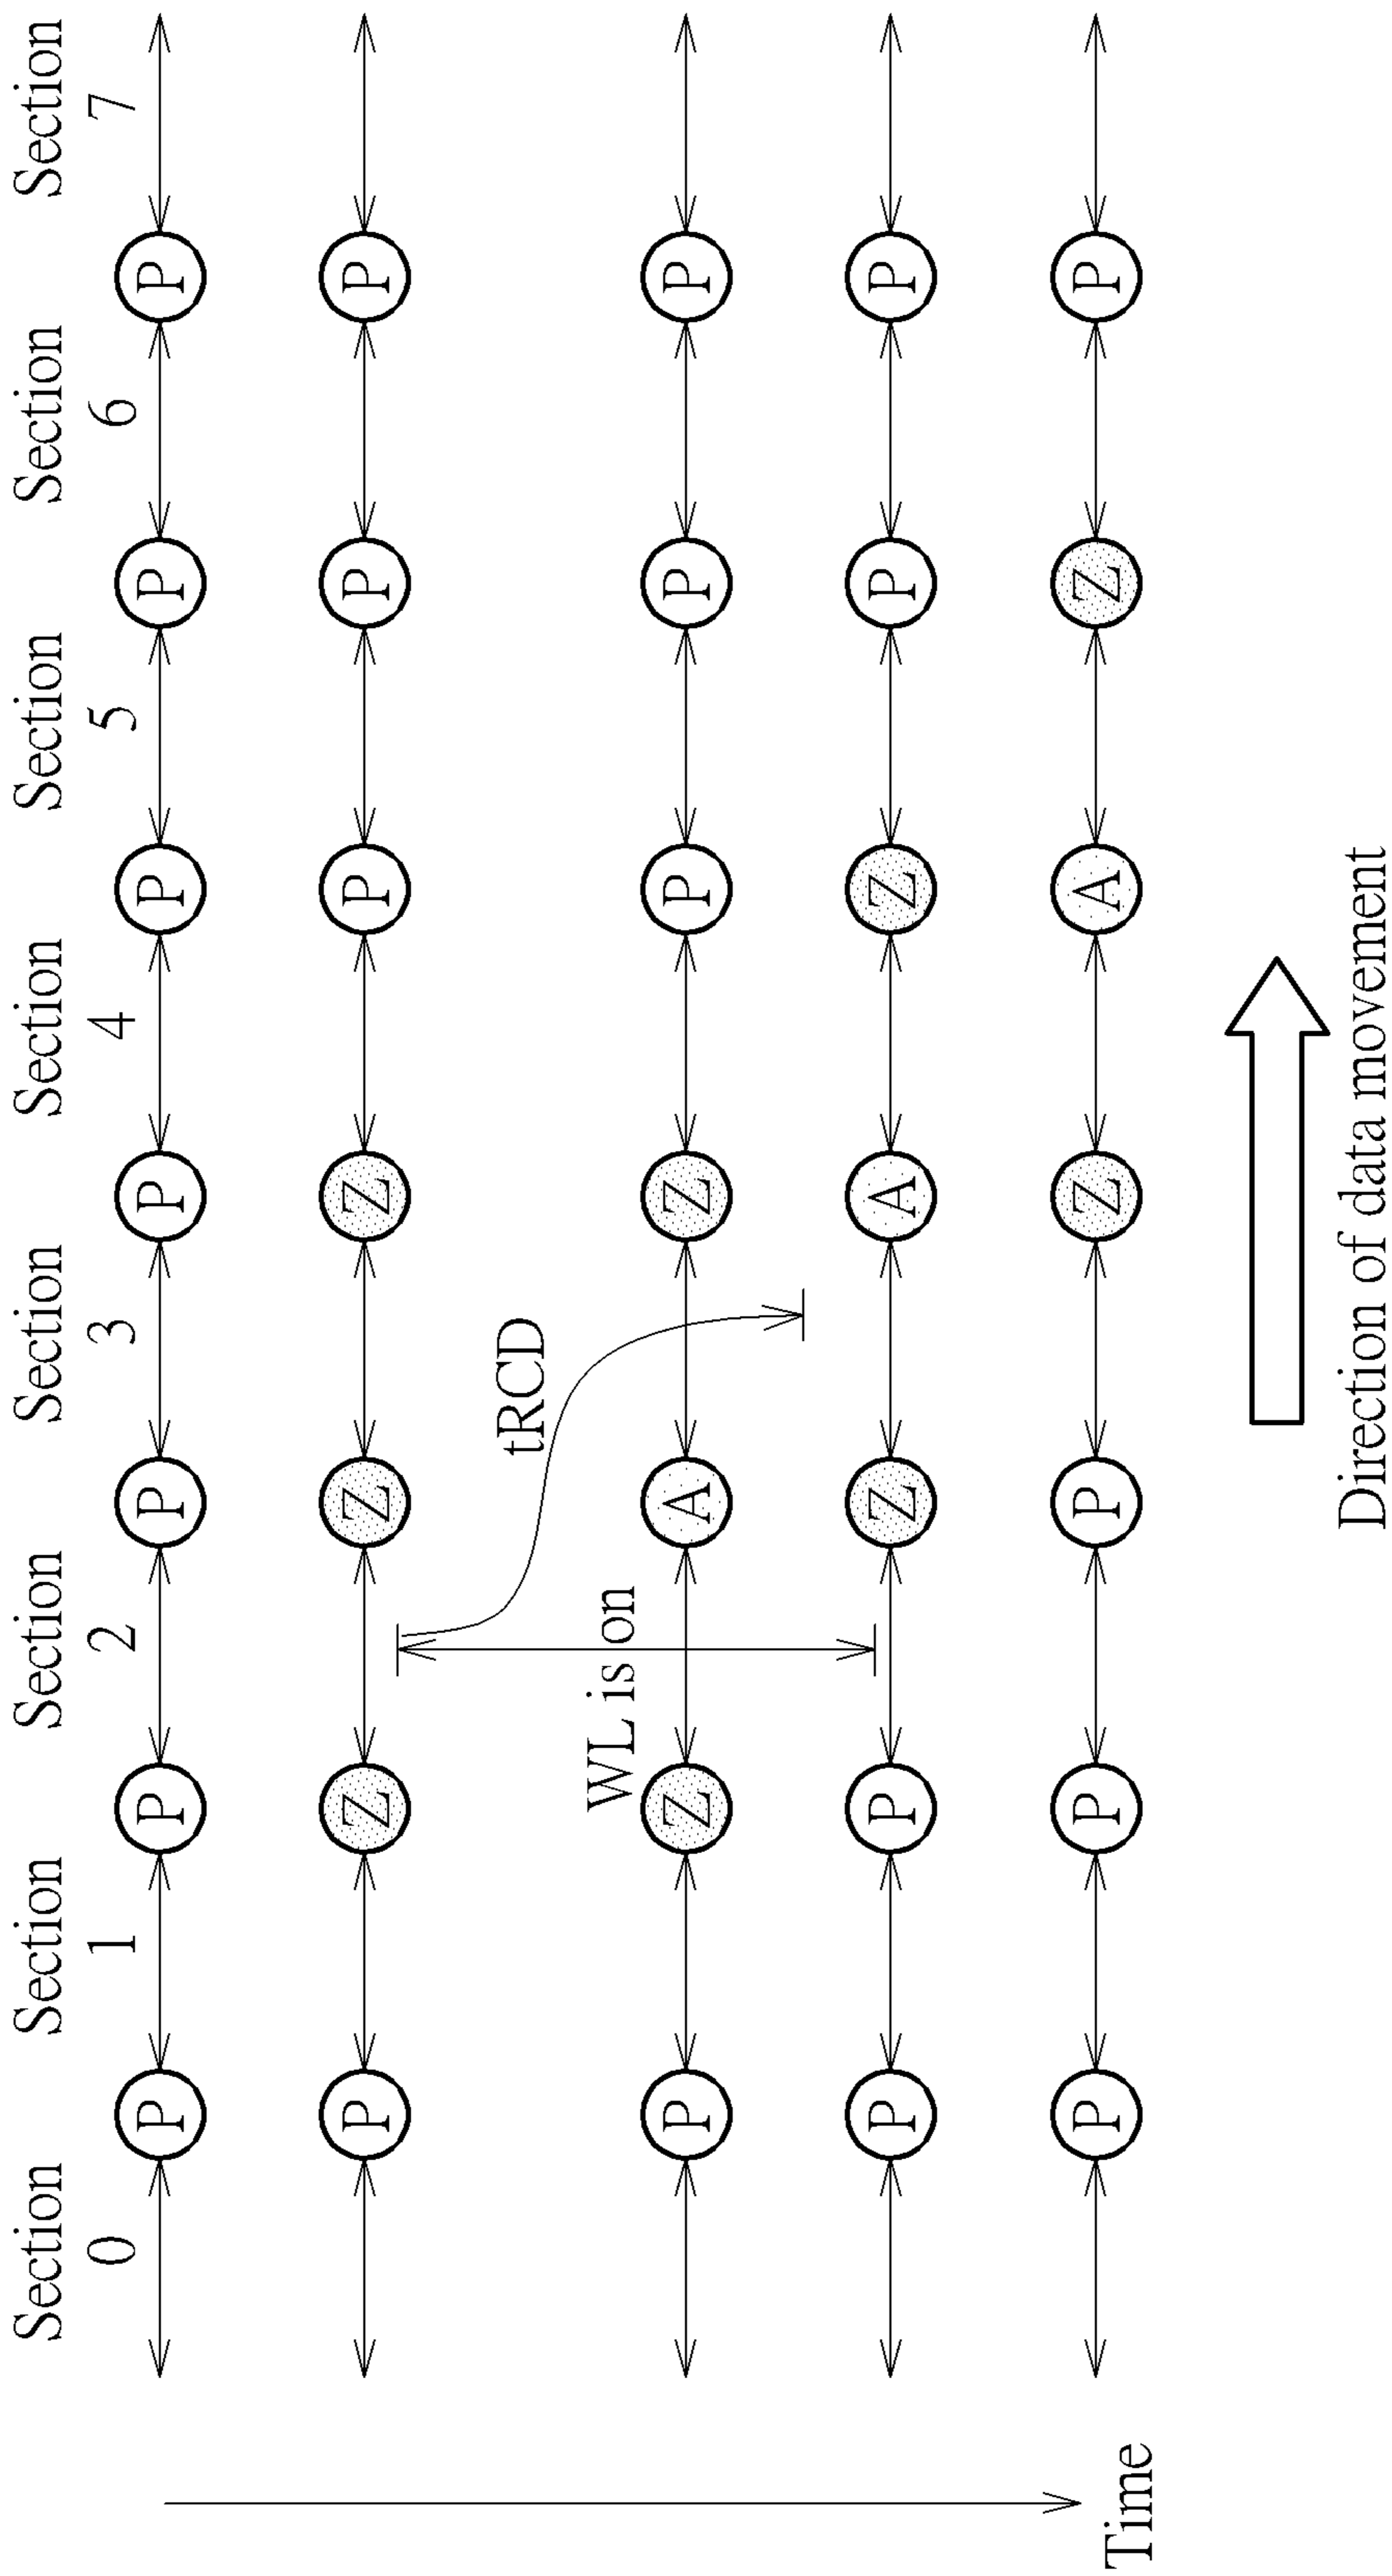 Section Section Section Section Section Section Section Section
0 1 2 3 4 5 6 7
P P P P P P P
P Z Z Z P P P
tRCD
WL is on
P Z A Z P P P
P P Z A Z P P
P P P Z A Z P
Time
Direction of data movement